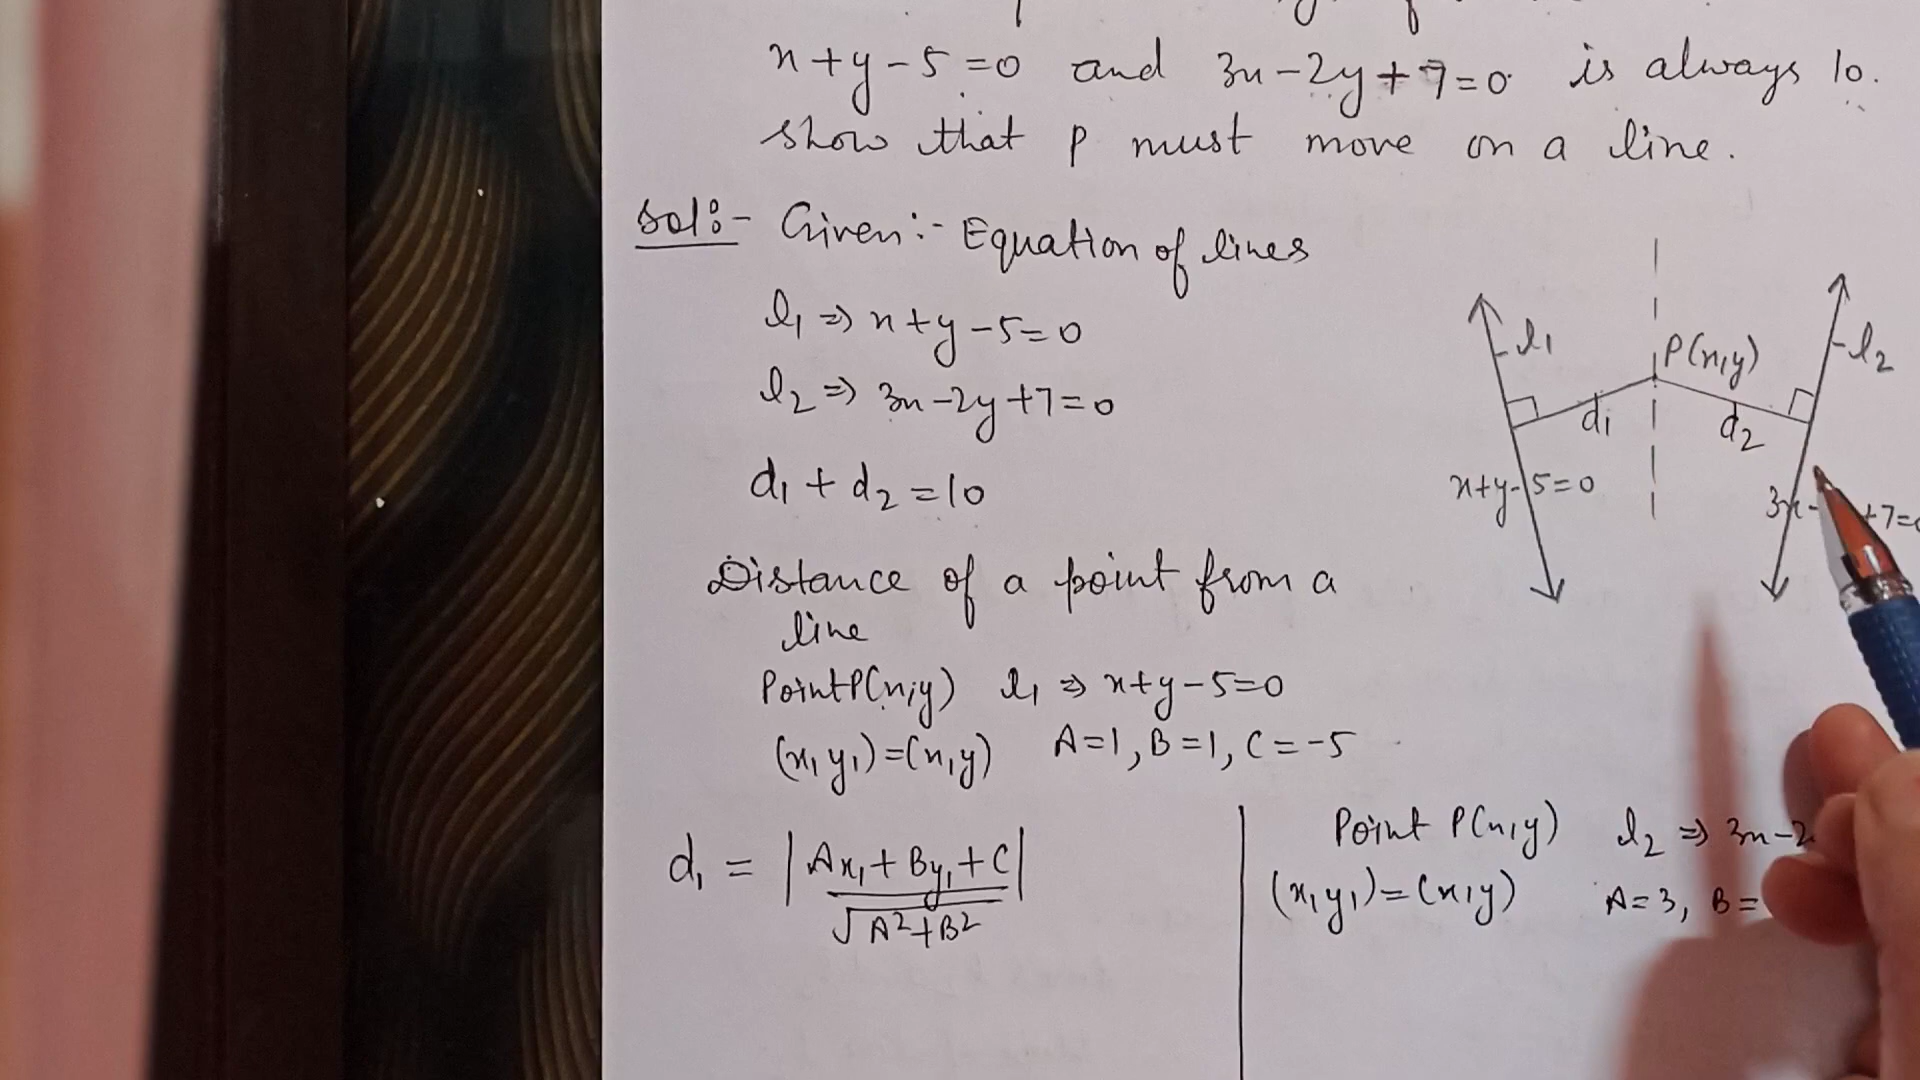 x+y-5=0 and 3x-2y+7=0 is always 10.
show that P must move on a line.
Sol:- Given:- Equation of lines
l₁ ⇒ x+y-5=0
l₂ ⇒ 3x-2y+7=0
d₁ + d₂ = 10
Distance of a point from a
line
Point P(x,y) l₁ ⇒ x+y-5=0
(x₁ y₁)=(x,y) A=1, B=1, C=-5
d₁ = |Ax₁+By₁+C|
√A²+B²
l₁
P(x,y)
l₂
d₁
d₂
x+y-5=0
3x- +7=
Point P(x,y) l₂ ⇒ 3x-2
(x₁ y₁)=(x,y) A=3, B=